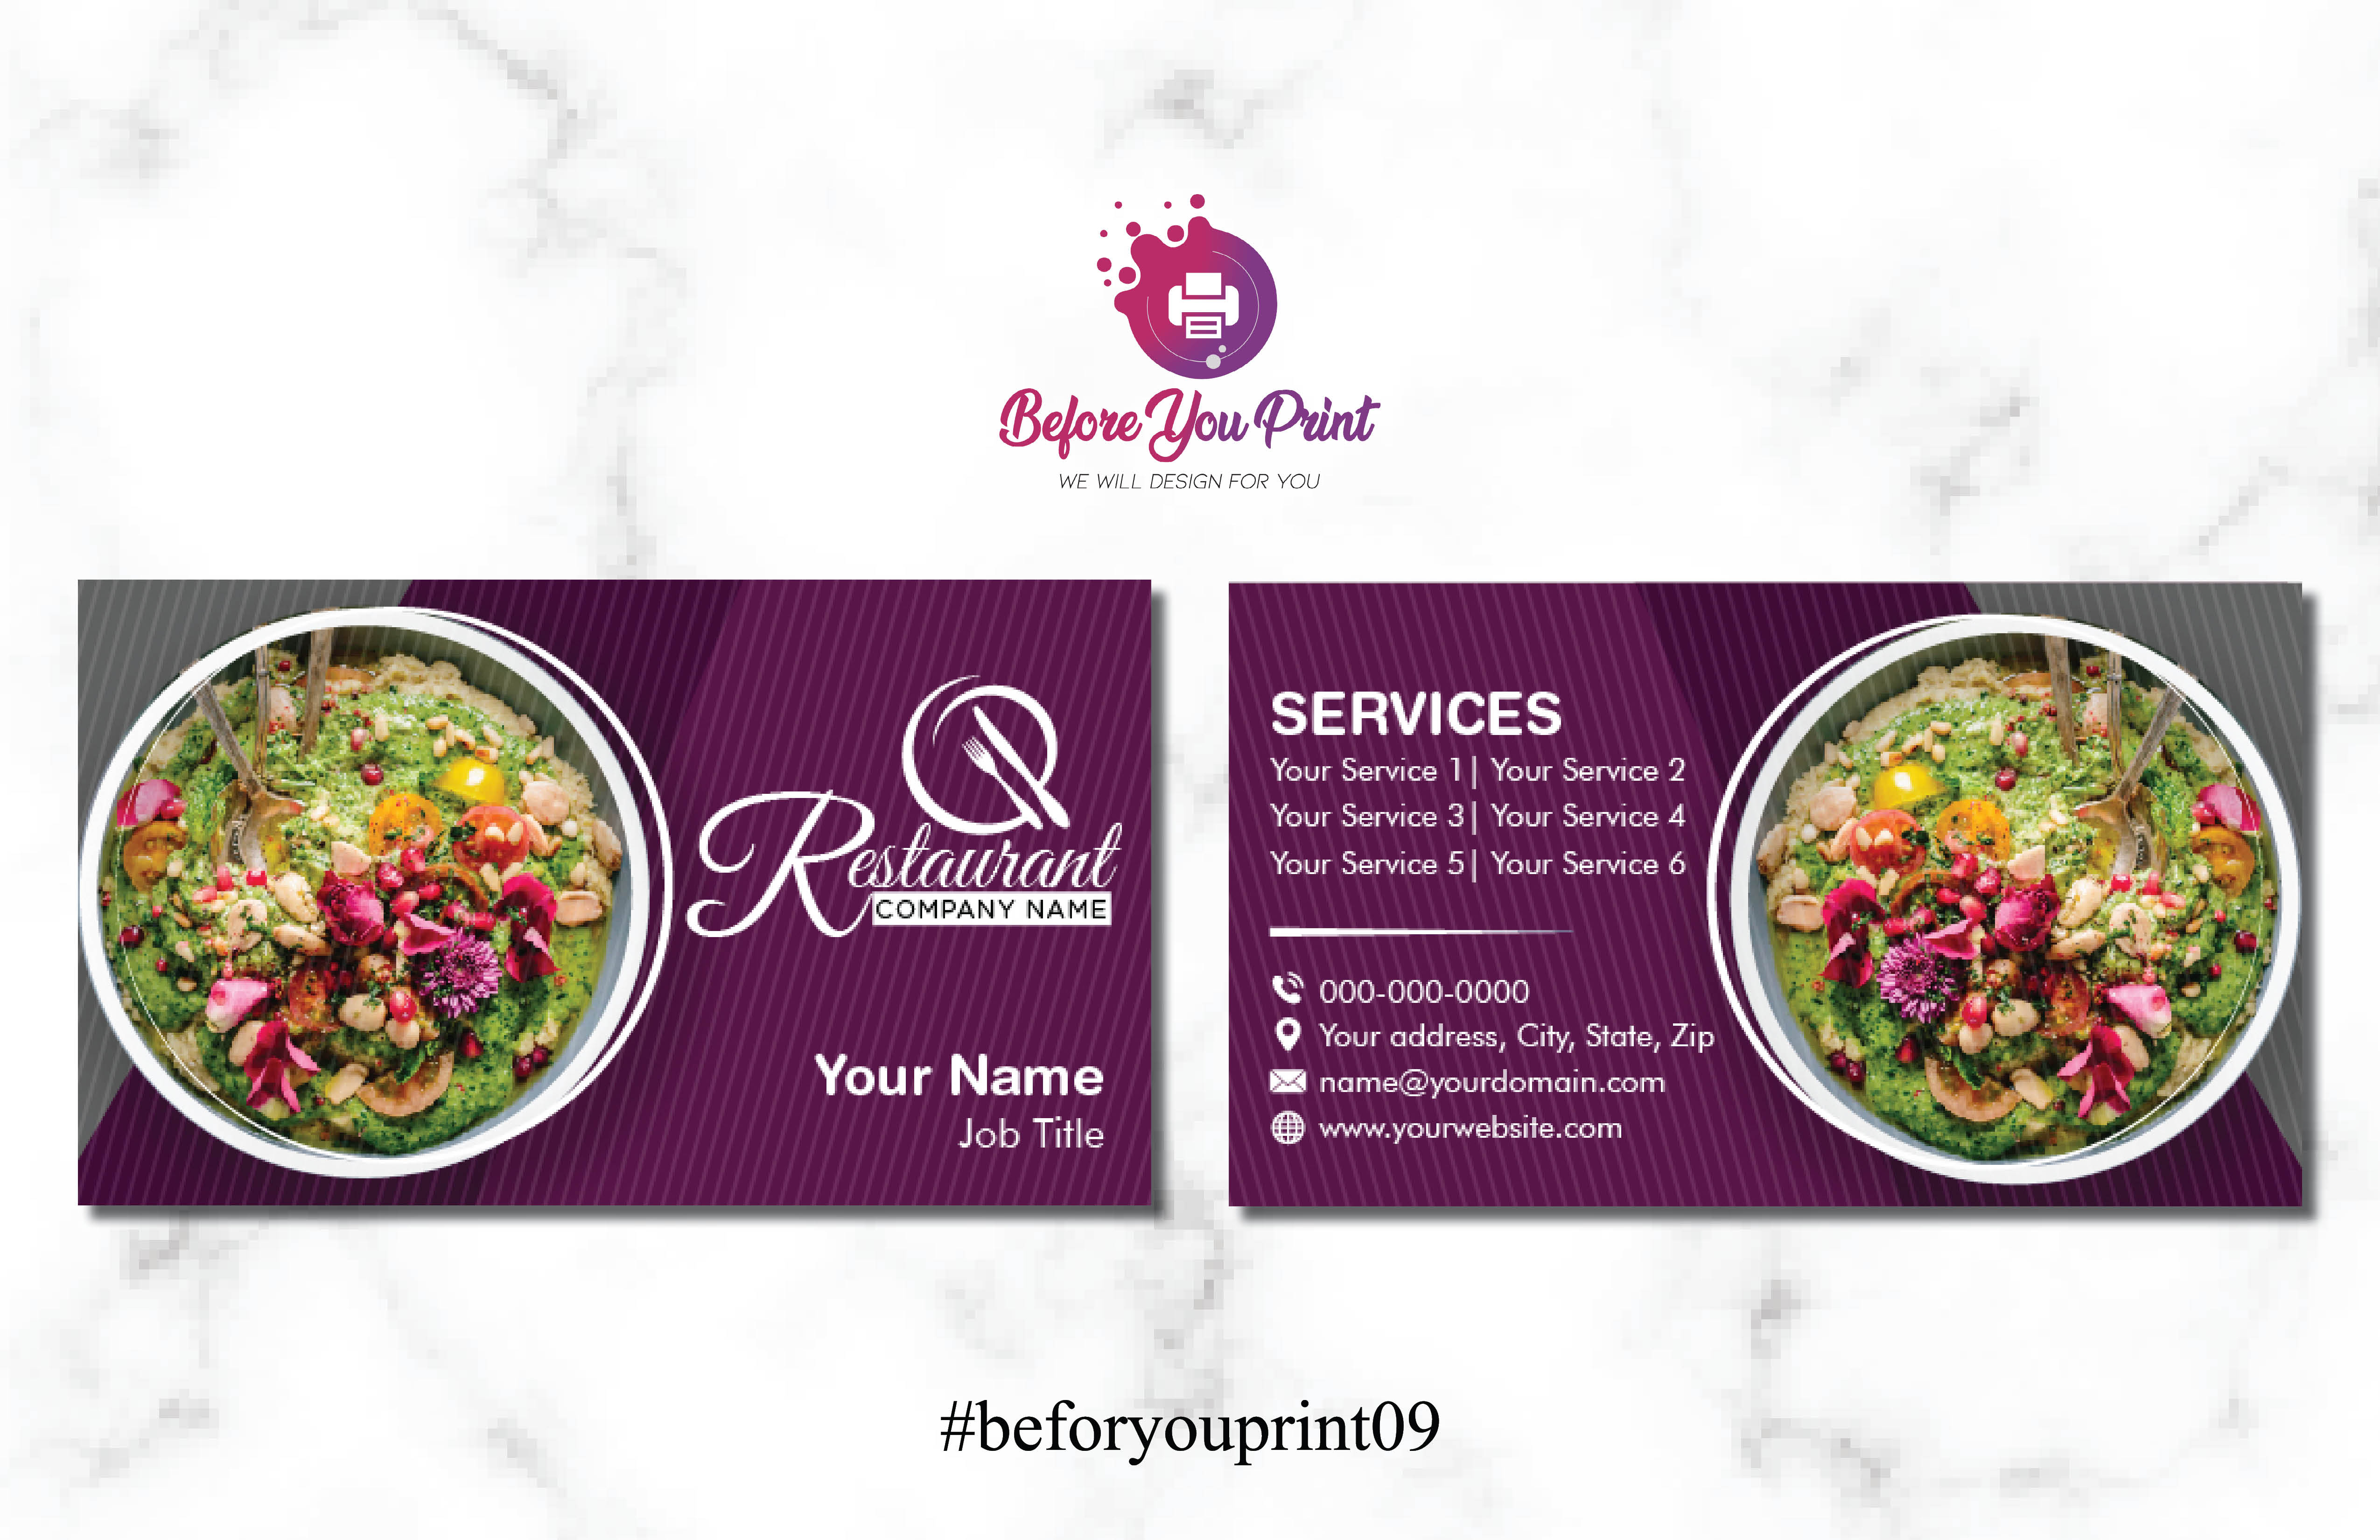 Before You Print
WE WILL DESIGN FOR YOU
Restaurant
COMPANY NAME
Your Name
Job Title
SERVICES
Your Service 1| Your Service 2
Your Service 3| Your Service 4
Your Service 5| Your Service 6
000-000-0000
Your address, City, State, Zip
name@yourdomain.com
www.yourwebsite.com
#beforyouprint09